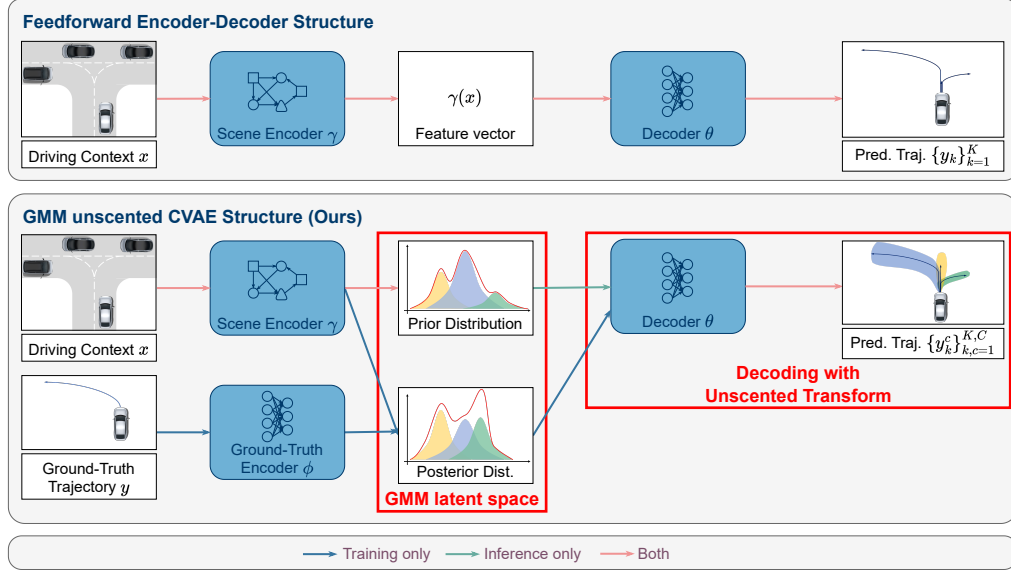 Feedforward Encoder-Decoder Structure
Driving Context x
Scene Encoder γ
γ(x)
Feature vector
Decoder θ
Pred. Traj. {y_k}_{k=1}^K
GMM unscented CVAE Structure (Ours)
Driving Context x
Scene Encoder γ
Prior Distribution
Decoder θ
Pred. Traj. {y_k^c}_{k,c=1}^{K,C}
Decoding with
Unscented Transform
Ground-Truth
Trajectory y
Ground-Truth
Encoder ϕ
Posterior Dist.
GMM latent space
Training only
Inference only
Both